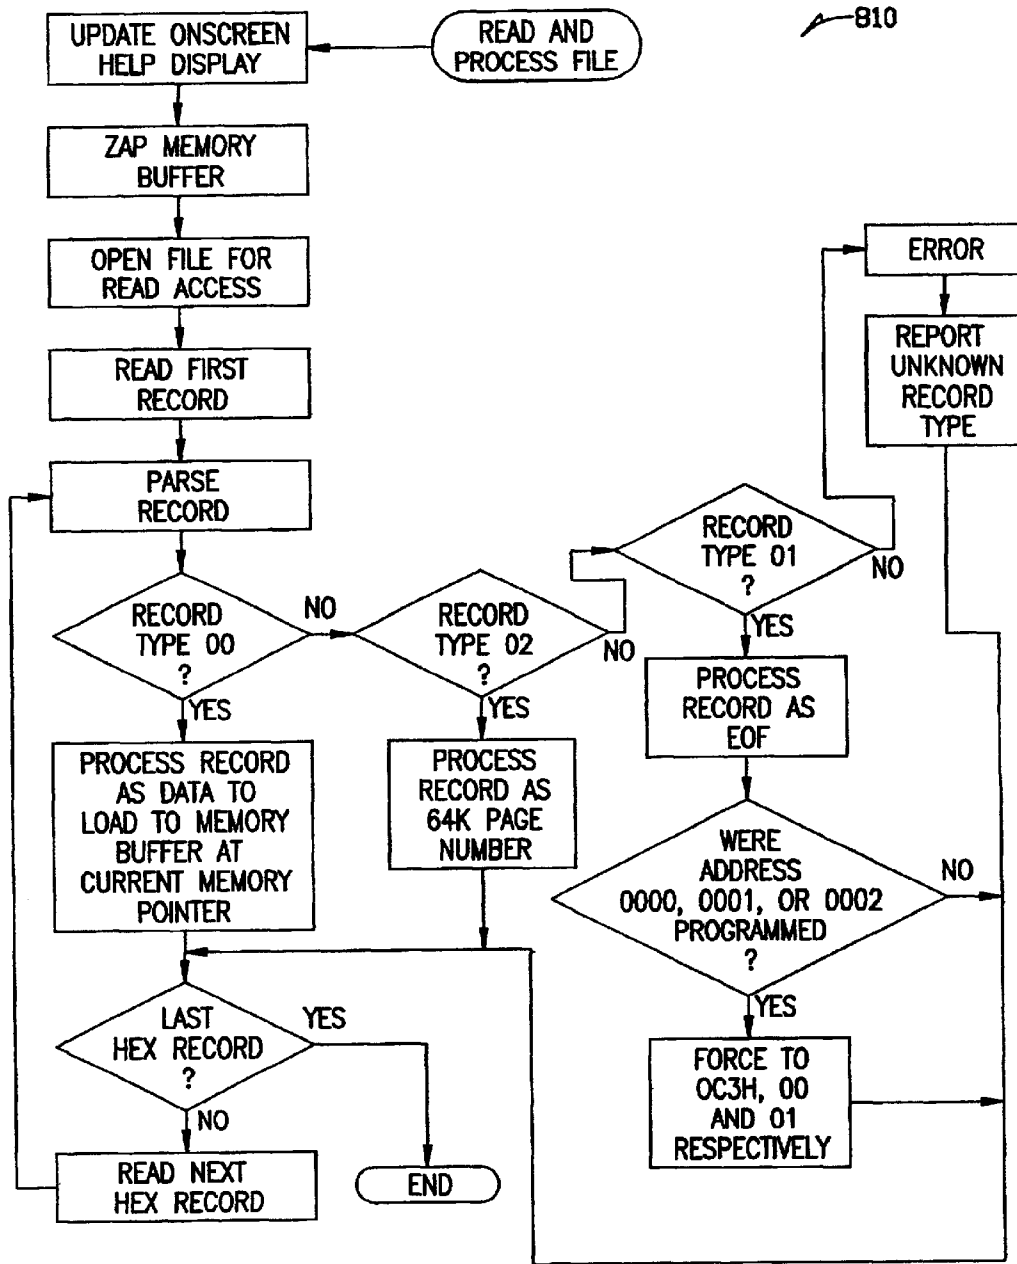 810
READ AND
PROCESS FILE
UPDATE ONSCREEN
HELP DISPLAY
ZAP MEMORY
BUFFER
OPEN FILE FOR
READ ACCESS
READ FIRST
RECORD
PARSE
RECORD
RECORD
TYPE 00
?
NO
YES
RECORD
TYPE 02
?
NO
YES
RECORD
TYPE 01
?
NO
YES
ERROR
REPORT
UNKNOWN
RECORD
TYPE
PROCESS RECORD
AS DATA TO
LOAD TO MEMORY
BUFFER AT
CURRENT MEMORY
POINTER
PROCESS
RECORD AS
64K PAGE
NUMBER
PROCESS
RECORD AS
EOF
WERE
ADDRESS
0000, 0001, OR 0002
PROGRAMMED
?
NO
YES
FORCE TO
OC3H, 00
AND 01
RESPECTIVELY
LAST
HEX RECORD
?
YES
NO
READ NEXT
HEX RECORD
END